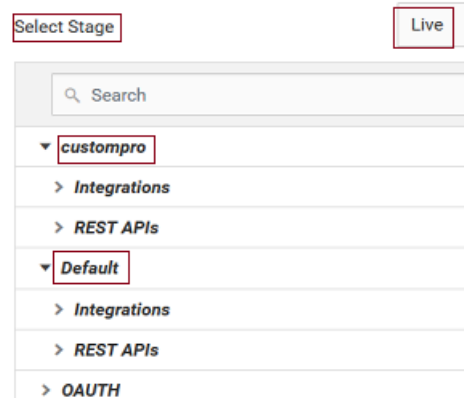 Select Stage Live
Search
custompro
Integrations
REST APIs
Default
Integrations
REST APIs
OAUTH